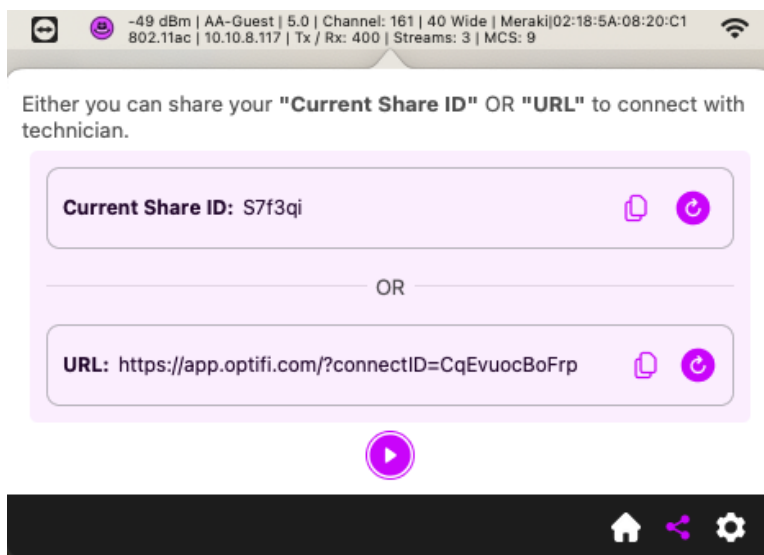 -49 dBm | AA-Guest | 5.0 | Channel: 161 | 40 Wide | Meraki|02:18:5A:08:20:C1
802.11ac | 10.10.8.117 | Tx / Rx: 400 | Streams: 3 | MCS: 9
Either you can share your "Current Share ID" OR "URL" to connect with
technician.
Current Share ID: S7f3qi
OR
URL: https://app.optifi.com/?connectID=CqEvuocBoFrp